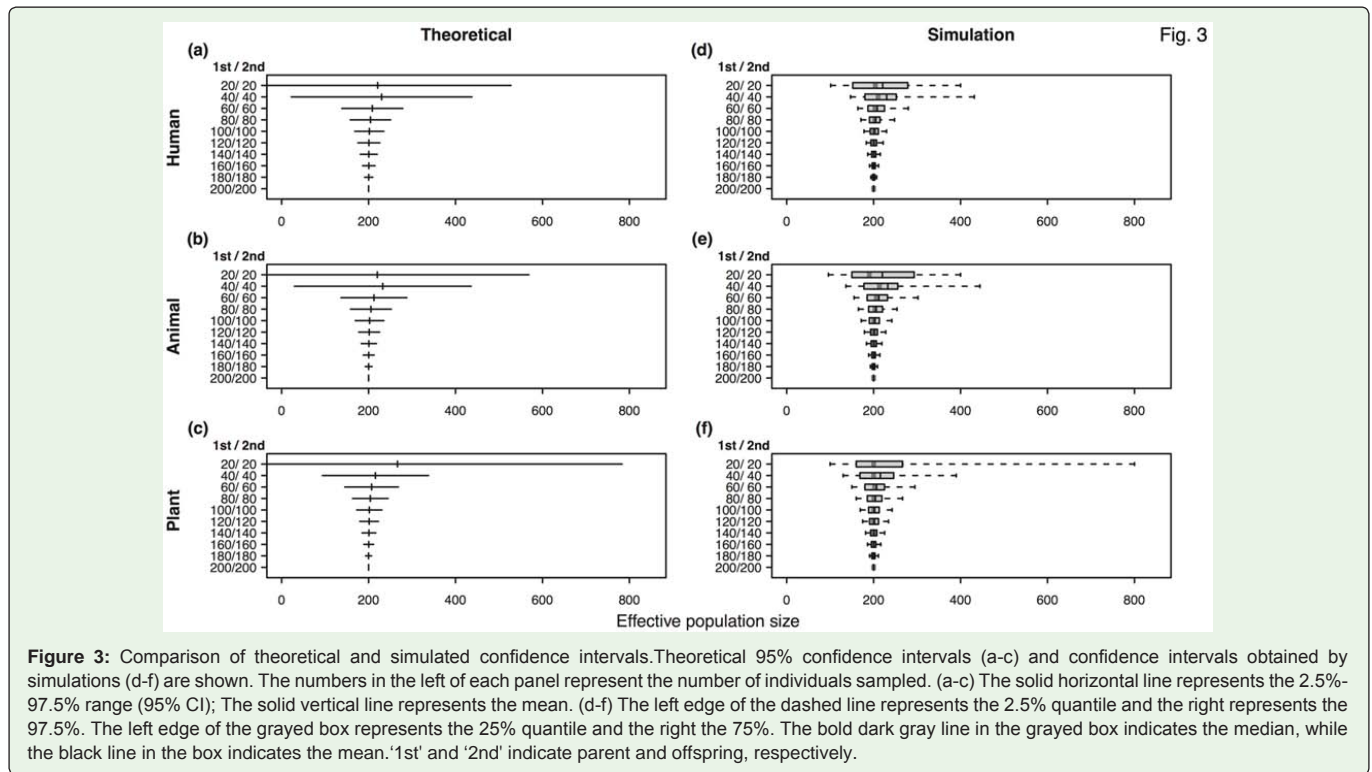 Theoretical
Simulation
Fig. 3
(a)
1st / 2nd
Human
20/ 20
40/ 40
60/ 60
80/ 80
100/100
120/120
140/140
160/160
180/180
200/200
0 200 400 600 800
(d)
1st / 2nd
20/ 20
40/ 40
60/ 60
80/ 80
100/100
120/120
140/140
160/160
180/180
200/200
0 200 400 600 800
(b)
1st / 2nd
Animal
20/ 20
40/ 40
60/ 60
80/ 80
100/100
120/120
140/140
160/160
180/180
200/200
0 200 400 600 800
(e)
1st / 2nd
20/ 20
40/ 40
60/ 60
80/ 80
100/100
120/120
140/140
160/160
180/180
200/200
0 200 400 600 800
(c)
1st / 2nd
Plant
20/ 20
40/ 40
60/ 60
80/ 80
100/100
120/120
140/140
160/160
180/180
200/200
0 200 400 600 800
(f)
1st / 2nd
20/ 20
40/ 40
60/ 60
80/ 80
100/100
120/120
140/140
160/160
180/180
200/200
0 200 400 600 800
Effective population size
Figure 3: Comparison of theoretical and simulated confidence intervals.Theoretical 95% confidence intervals (a-c) and confidence intervals obtained by
simulations (d-f) are shown. The numbers in the left of each panel represent the number of individuals sampled. (a-c) The solid horizontal line represents the 2.5%-
97.5% range (95% CI); The solid vertical line represents the mean. (d-f) The left edge of the dashed line represents the 2.5% quantile and the right represents the
97.5%. The left edge of the grayed box represents the 25% quantile and the right the 75%. The bold dark gray line in the grayed box indicates the median, while
the black line in the box indicates the mean.‘1st’ and ‘2nd’ indicate parent and offspring, respectively.